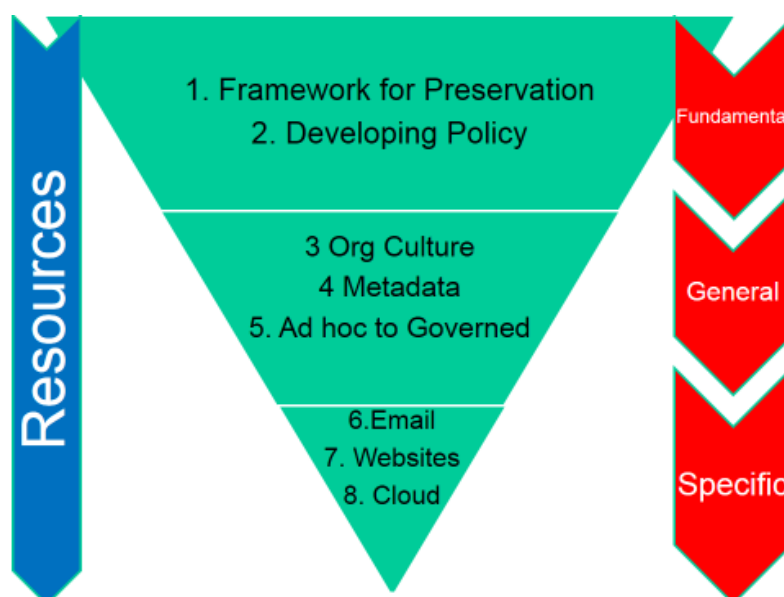 Resources
1. Framework for Preservation
2. Developing Policy
Fundamenta
3 Org Culture
4 Metadata
5. Ad hoc to Governed
General
6.Email
7. Websites
8. Cloud
Specific